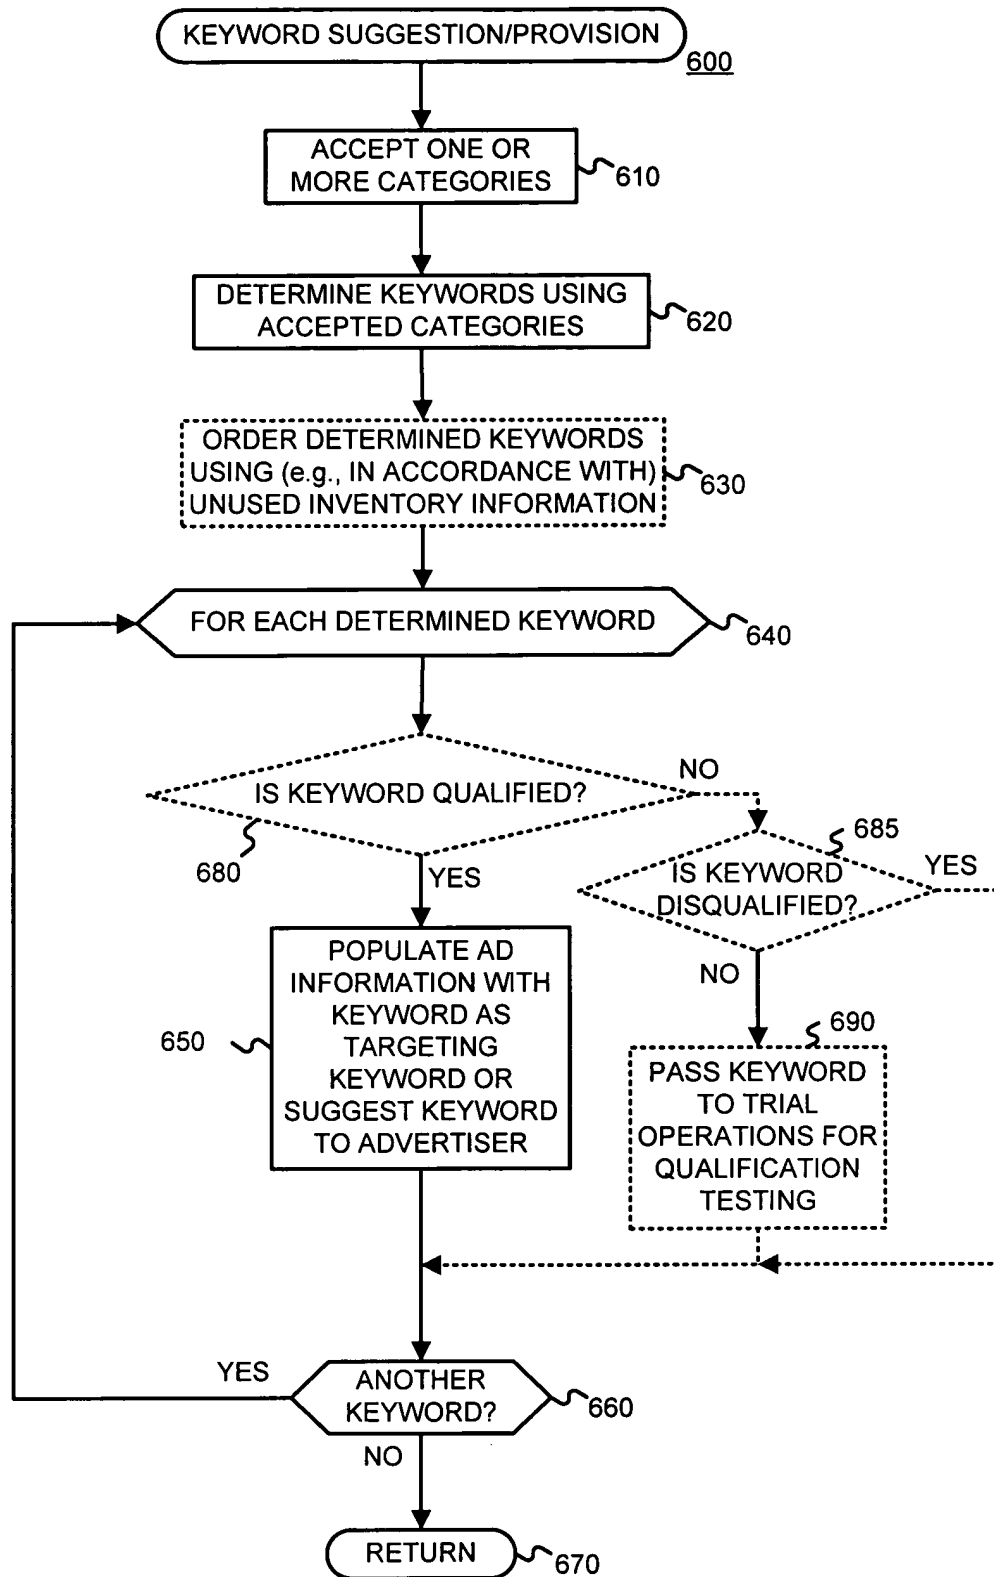 KEYWORD SUGGESTION/PROVISION
600
ACCEPT ONE OR
MORE CATEGORIES
610
DETERMINE KEYWORDS USING
ACCEPTED CATEGORIES
620
ORDER DETERMINED KEYWORDS
USING (e.g., IN ACCORDANCE WITH)
UNUSED INVENTORY INFORMATION
630
FOR EACH DETERMINED KEYWORD
640
IS KEYWORD QUALIFIED?
NO
680
YES
685
IS KEYWORD
DISQUALIFIED?
YES
NO
POPULATE AD
INFORMATION WITH
KEYWORD AS
TARGETING
KEYWORD OR
SUGGEST KEYWORD
TO ADVERTISER
650
690
PASS KEYWORD
TO TRIAL
OPERATIONS FOR
QUALIFICATION
TESTING
YES
ANOTHER
KEYWORD?
660
NO
RETURN
670